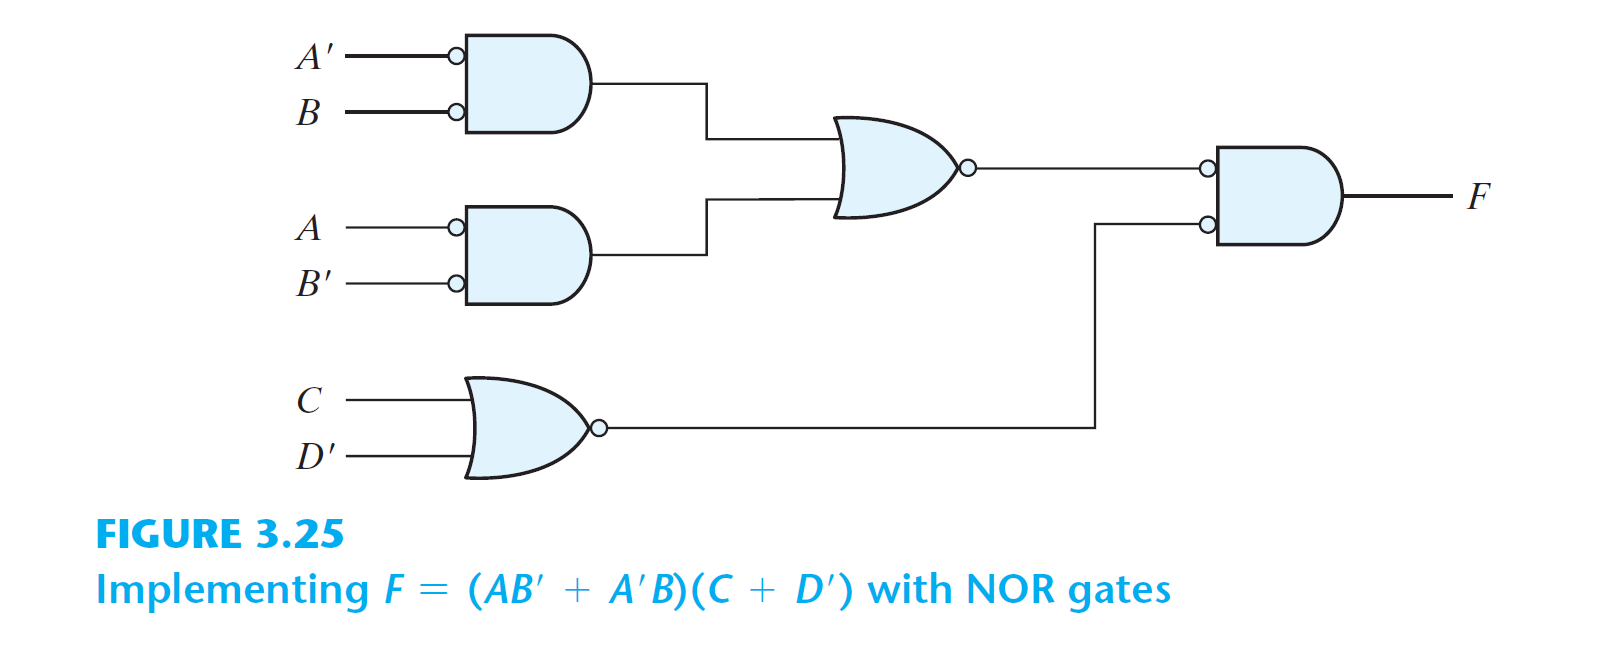 A′
B
A
B′
C
D′
F
FIGURE 3.25
Implementing F = (AB′ + A′B)(C + D′) with NOR gates